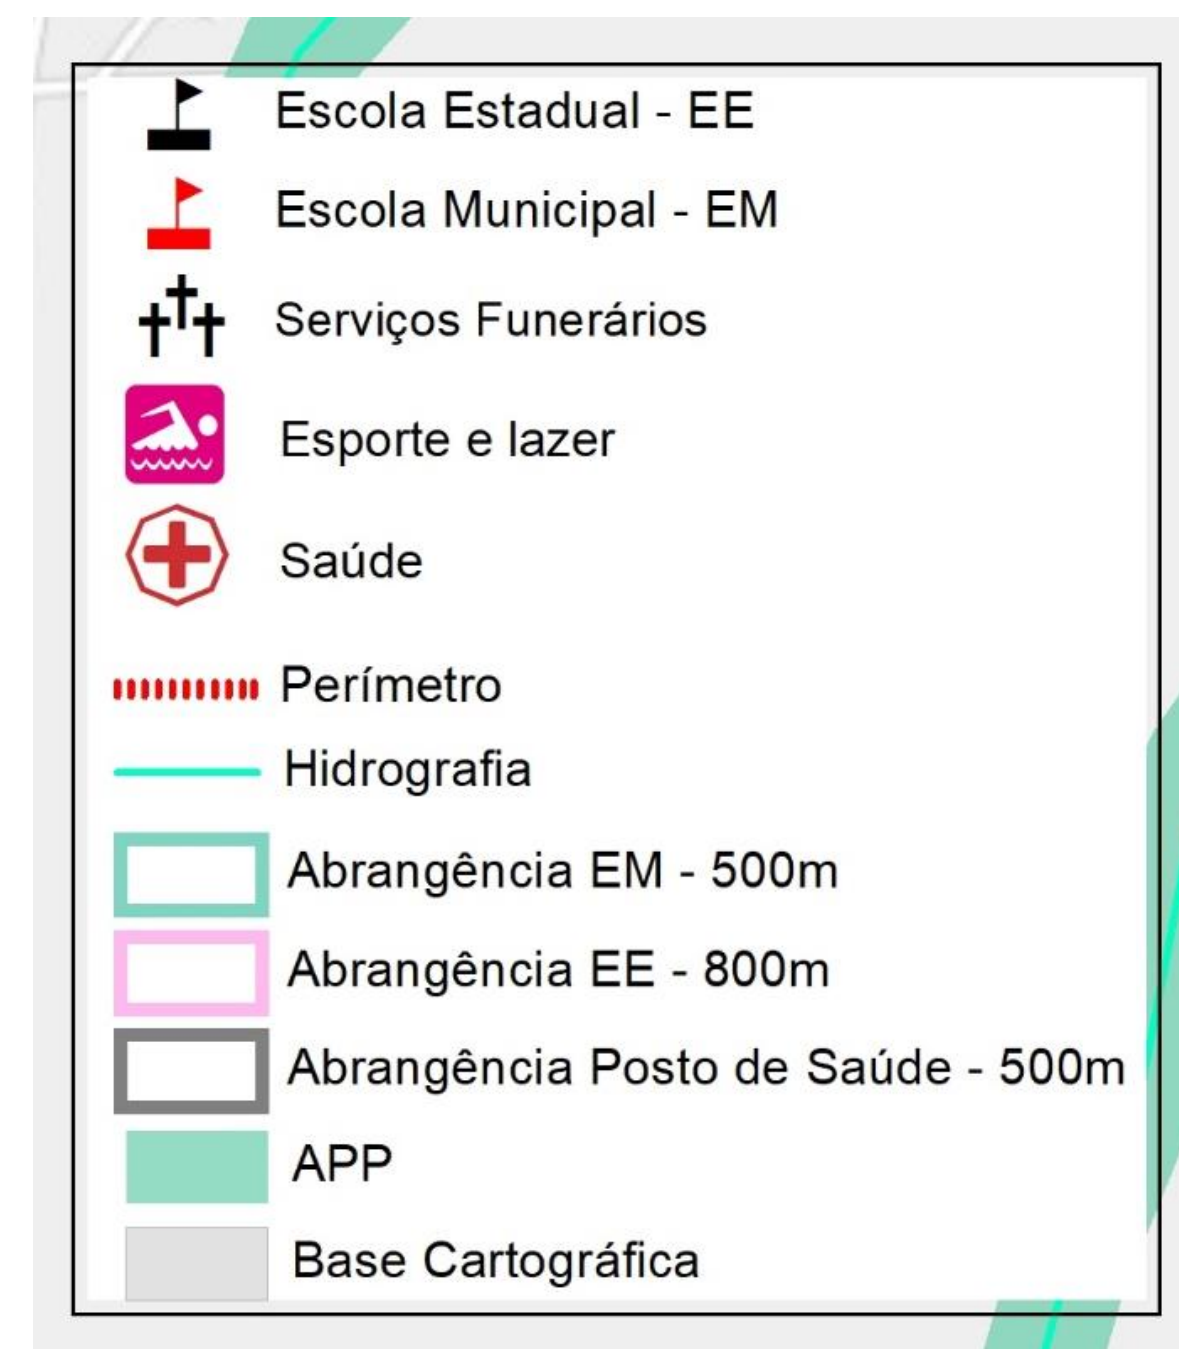 Escola Estadual - EE
Escola Municipal - EM
Serviços Funerários
Esporte e lazer
Saúde
Perímetro
Hidrografia
Abrangência EM - 500m
Abrangência EE - 800m
Abrangência Posto de Saúde - 500m
APP
Base Cartográfica